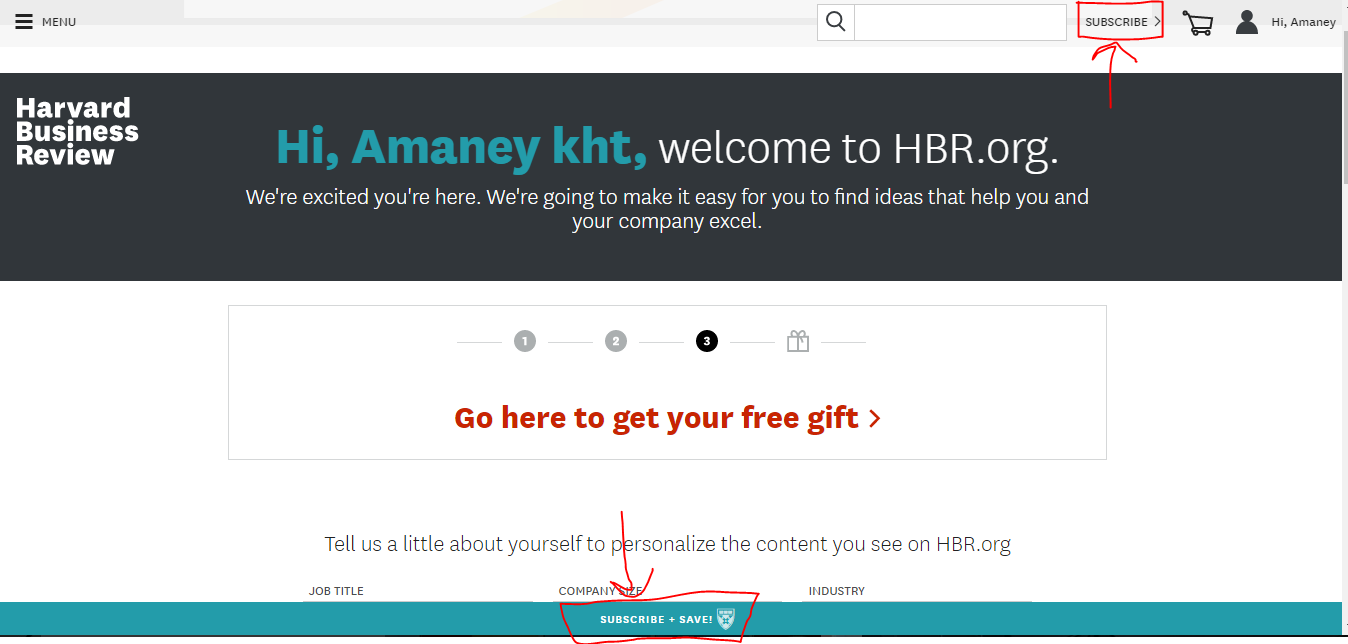 MENU
SUBSCRIBE
Hi, Amaney
Harvard
Business
Review
Hi, Amaney kht, welcome to HBR.org.
We're excited you're here. We're going to make it easy for you to find ideas that help you and
your company excel.
1 2 3
Go here to get your free gift
Tell us a little about yourself to personalize the content you see on HBR.org
JOB TITLE
COMPANY SIZE
INDUSTRY
SUBSCRIBE + SAVE!